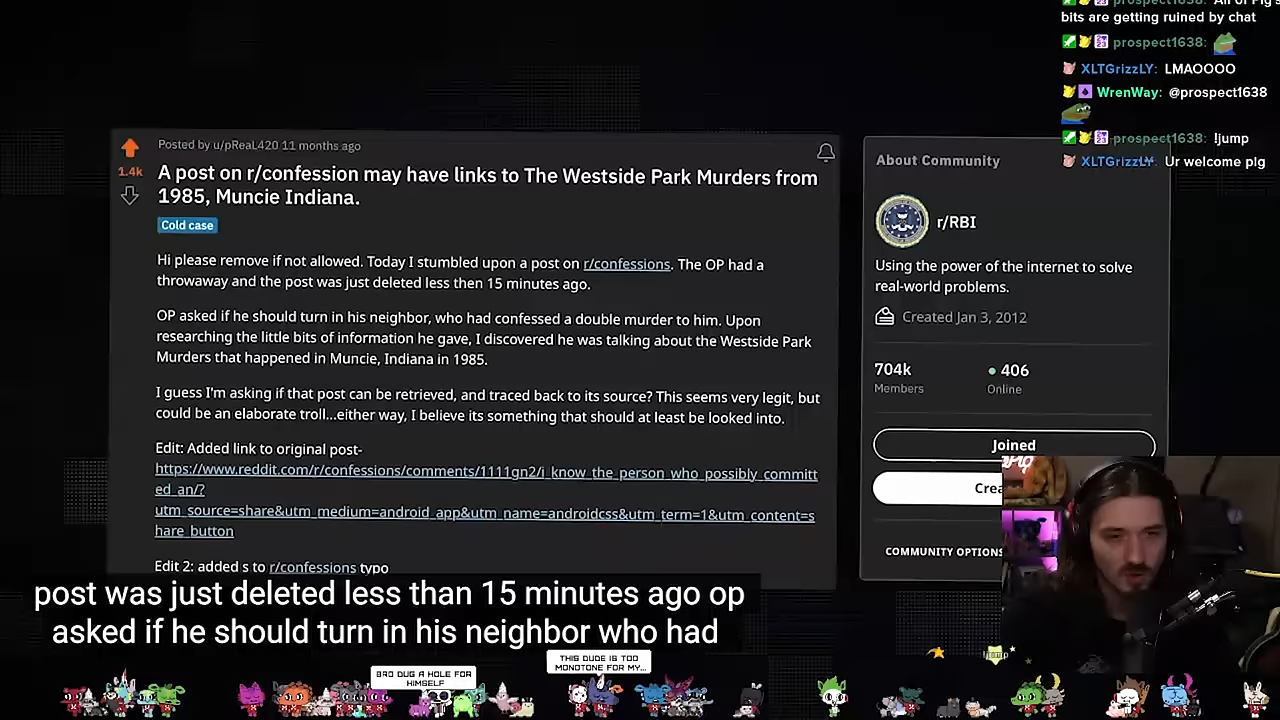 prospect1638: All of Pig's
bits are getting ruined by chat
prospect1638:
XLTGrizzLY: LMAOOOO
WrenWay: @prospect1638
prospect1638: !jump
XLTGrizzLY: Ur welcome pig
Posted by u/pReaL420 11 months ago
1.4k
A post on r/confession may have links to The Westside Park Murders from
1985, Muncie Indiana.
Cold case
Hi please remove if not allowed. Today I stumbled upon a post on r/confessions. The OP had a
throwaway and the post was just deleted less then 15 minutes ago.
OP asked if he should turn in his neighbor, who had confessed a double murder to him. Upon
researching the little bits of information he gave, I discovered he was talking about the Westside Park
Murders that happened in Muncie, Indiana in 1985.
I guess I'm asking if that post can be retrieved, and traced back to its source? This seems very legit, but
could be an elaborate troll...either way, I believe its something that should at least be looked into.
Edit: Added link to original post-
https://www.reddit.com/r/confessions/comments/1111gn2/i_know_the_person_who_possibly_committ
ed_an/?
utm_source=share&utm_medium=android_app&utm_name=androidcss&utm_term=1&utm_content=s
hare_button
Edit 2: added s to r/confessions typo
About Community
r/RBI
Using the power of the internet to solve
real-world problems.
Created Jan 3, 2012
704k
406
Members
Online
Joined
Crea
COMMUNITY OPTIONS
post was just deleted less than 15 minutes ago op
asked if he should turn in his neighbor who had
BRO DUG A HOLE FOR
HIMSELF
THIS DUDE IS TOO
MONOTONE FOR MY...